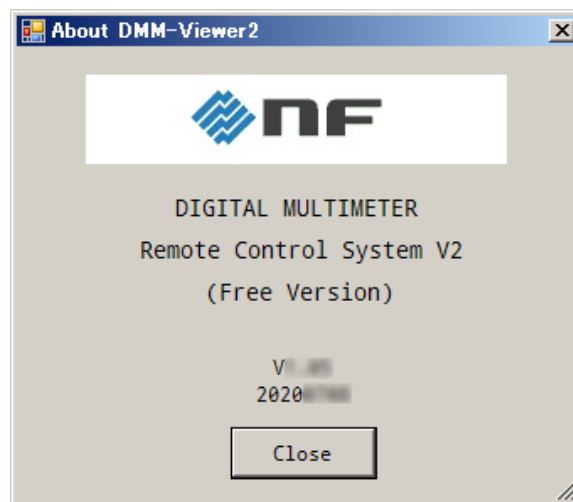 About DMM-Viewer2
NF
DIGITAL MULTIMETER
Remote Control System V2
(Free Version)
V
2020
Close